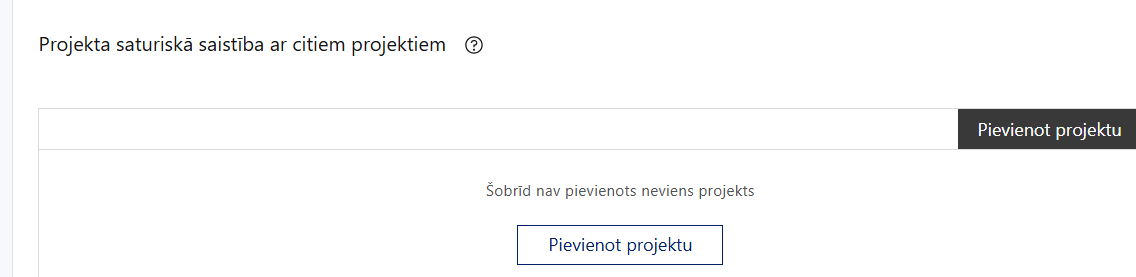 Projekta saturiskā saistība ar citiem projektiem
Pievienot projektu
Šobrīd nav pievienots neviens projekts
Pievienot projektu